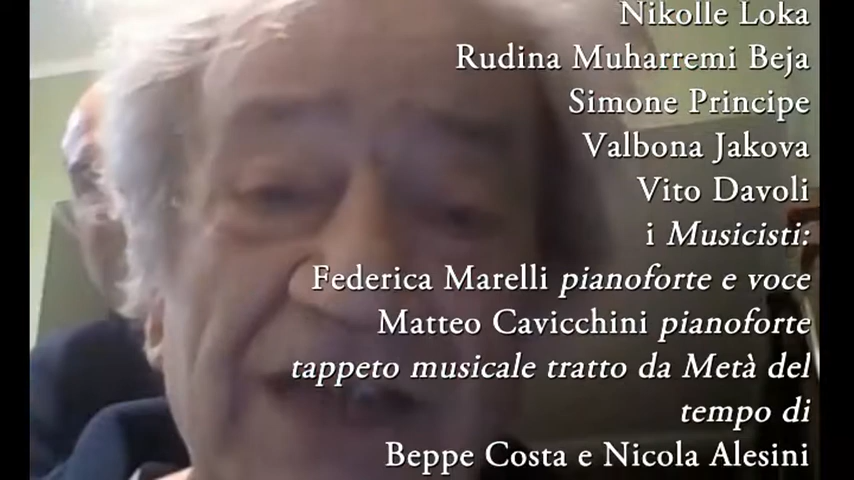 Nikolle Loka
Rudina Muharremi Beja
Simone Principe
Valbona Jakova
Vito Davoli
i Musicisti:
Federica Marelli pianoforte e voce
Matteo Cavicchini pianoforte
tappeto musicale tratto da Metà del
tempo di
Beppe Costa e Nicola Alesini